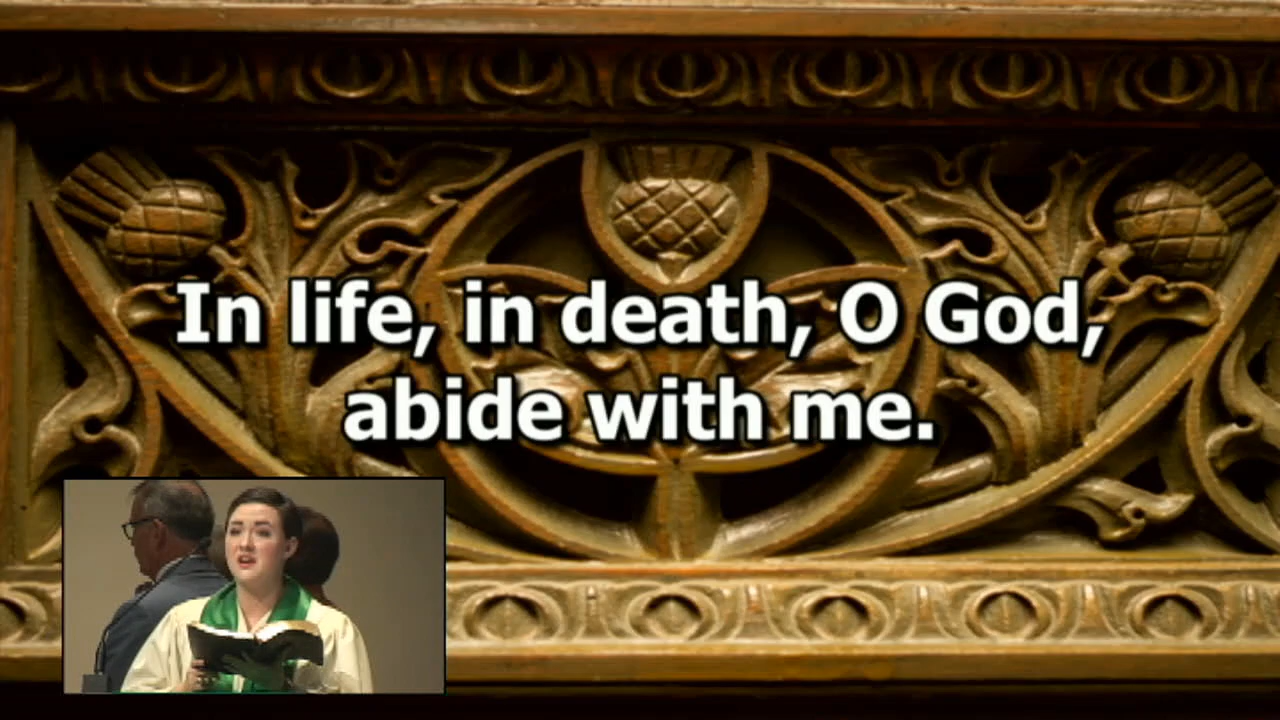 In life, in death, O God,
abide with me.